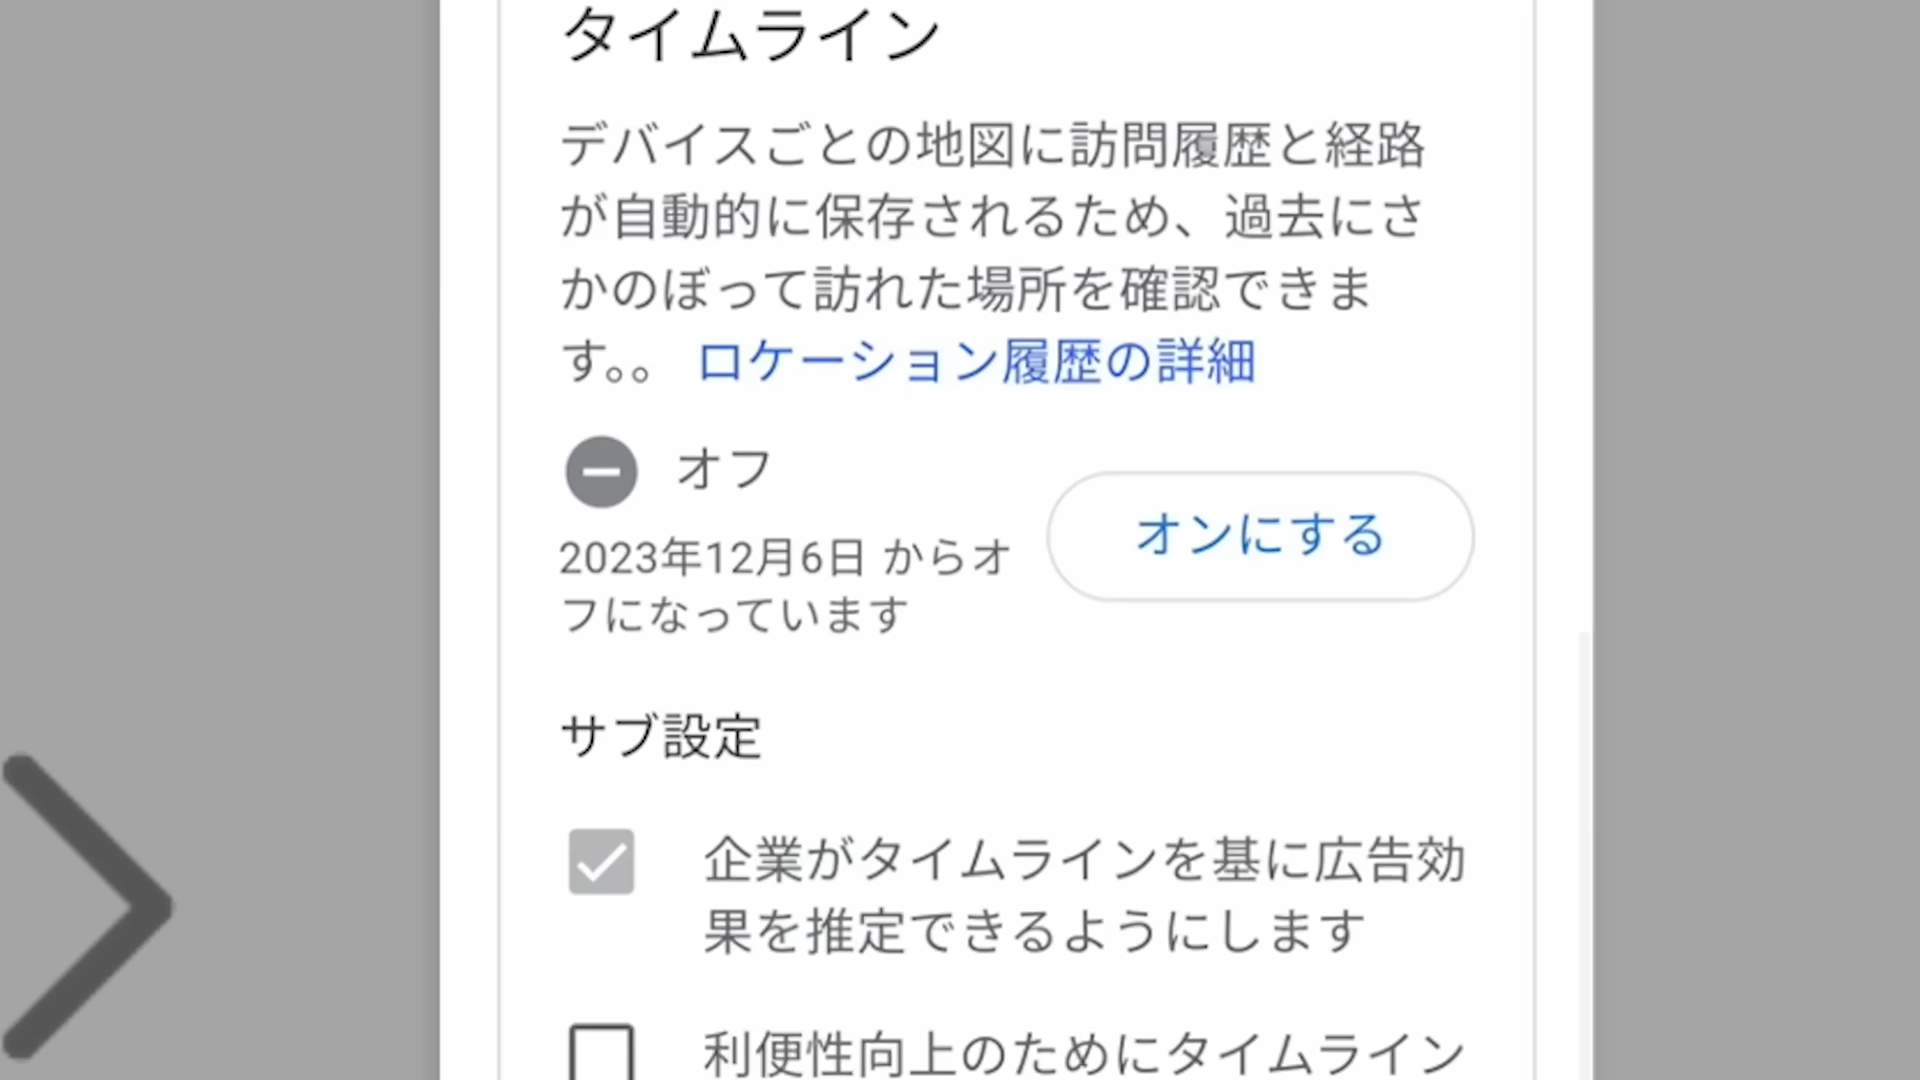 タイムライン
デバイスごとの地図に訪問履歴と経路
が自動的に保存されるため、過去にさ
かのぼって訪れた場所を確認できま
す。。 ロケーション履歴の詳細
オフ
オンにする
2023年12月6日 からオ
フになっています
サブ設定
企業がタイムラインを基に広告効
果を推定できるようにします
利便性向上のためにタイムライン